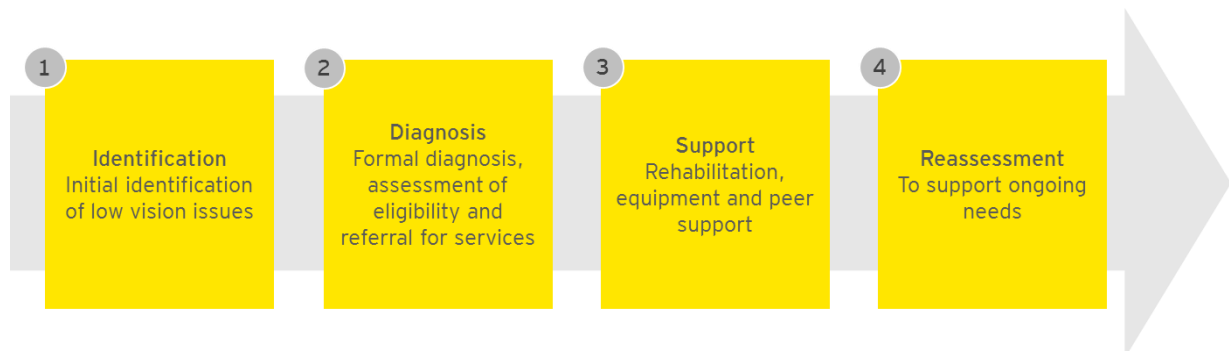 1
Identification
Initial identification
of low vision issues
2
Diagnosis
Formal diagnosis,
assessment of
eligibility and
referral for services
3
Support
Rehabilitation,
equipment and peer
support
4
Reassessment
To support ongoing
needs